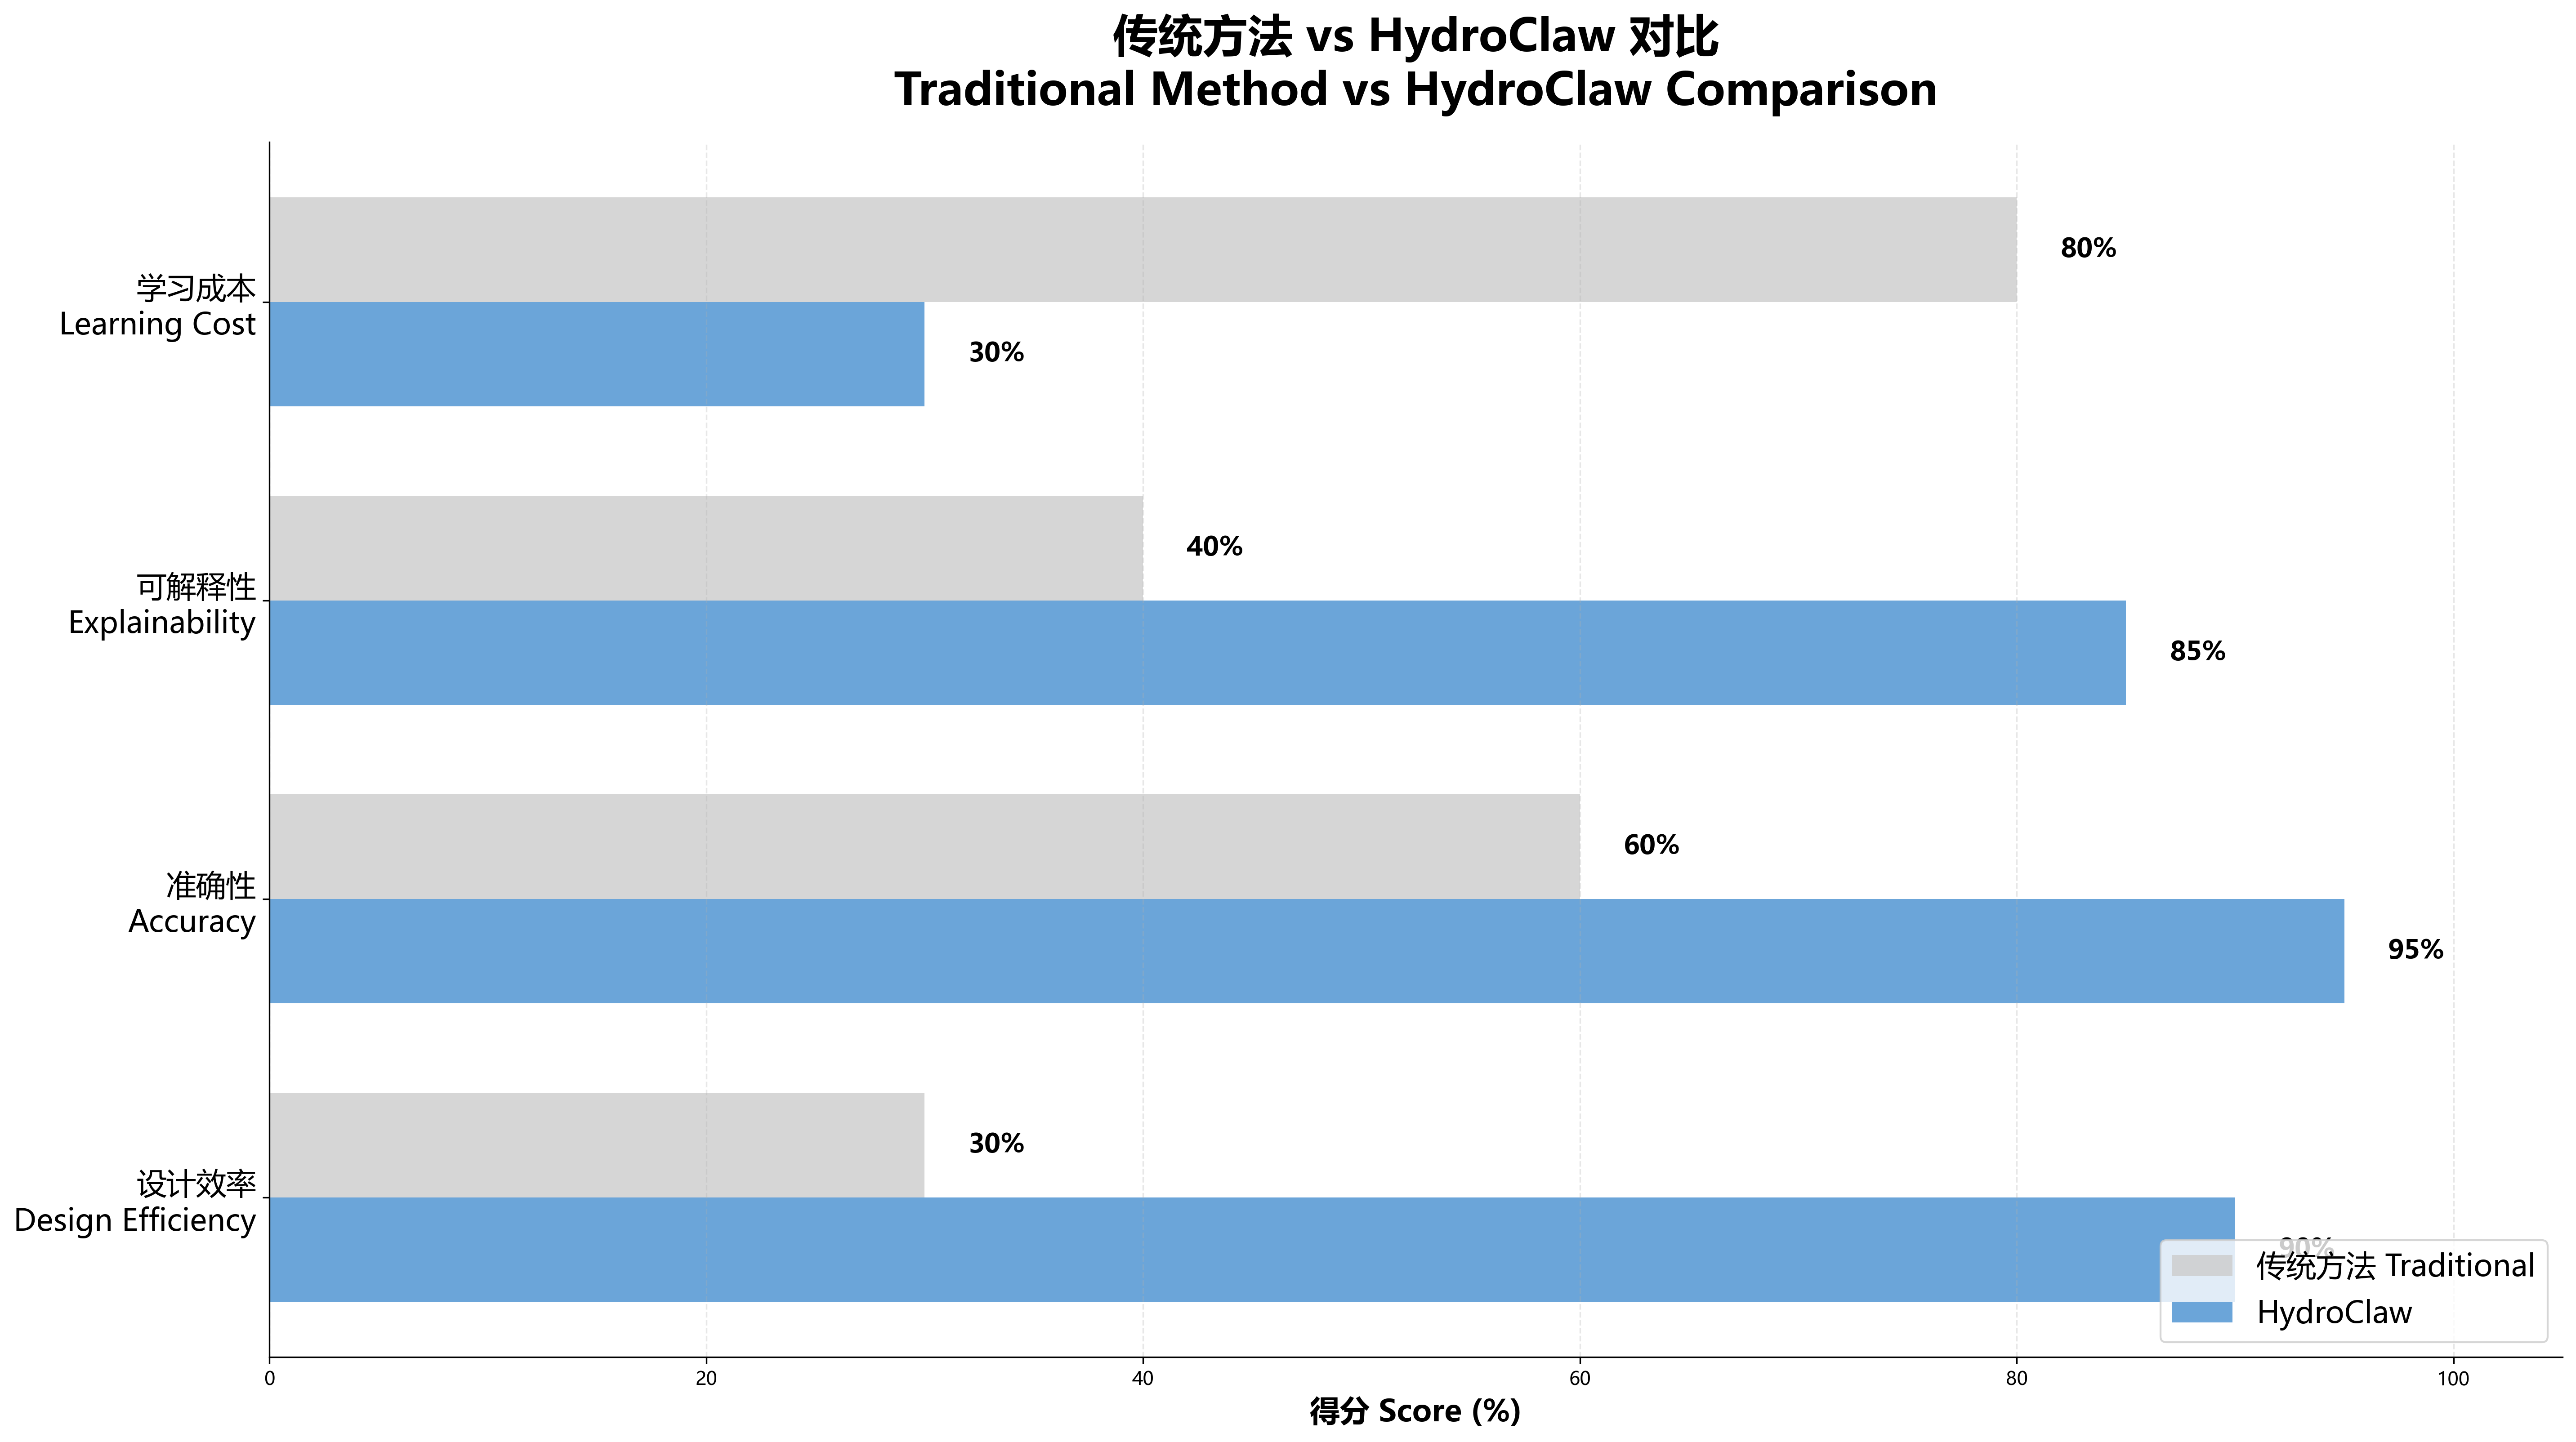 传统方法 vs HydroClaw 对比
Traditional Method vs HydroClaw Comparison
学习成本
Learning Cost
80%
30%
可解释性
Explainability
40%
85%
准确性
Accuracy
60%
95%
设计效率
Design Efficiency
30%
90%
传统方法 Traditional
HydroClaw
0 20 40 60 80 100
得分 Score (%)